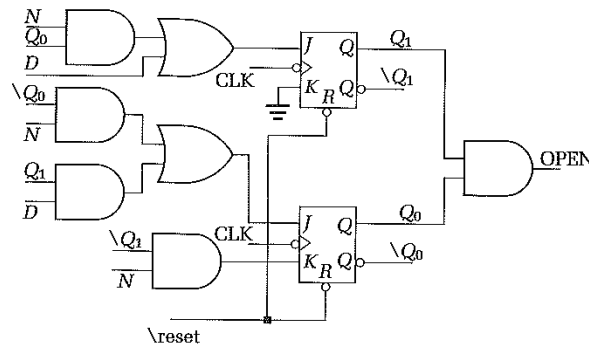 N
Q₀
D
J
Q
Q₁
CLK
K
Q
\Q₁
R
\Q₀
N
Q₁
D
OPEN
J
Q
Q₀
CLK
\Q₁
K
Q
\Q₀
R
N
\reset